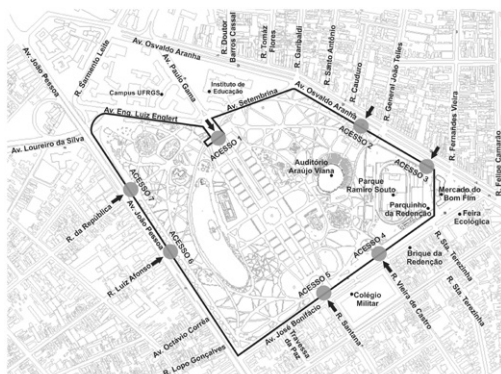 Av. João Pessoa
R. Sarmento Leite
Av. Osvaldo Aranha
R. Doutor
Barros Cassal
R. Tomáz
Flores
R. Garibaldi
R. Santo Antônio
R. Cauduro
R. General João Telles
R. Fernandes Vieira
R. Felipe Camarão
Av. Paulo Gama
Instituto de
Educação
Campus UFRGS
Av. Setembrina
Av. Osvaldo Aranha
Av. Eng. Luiz Englert
Av. Loureiro da Silva
ACESSO 1
ACESSO 2
ACESSO 3
Auditório
Araújo Viana
Parque
Ramiro Souto
Mercado do
Bom Fim
Parquinho
da Redenção
Feira
Ecológica
ACESSO 7
R. da República
Av. João Pessoa
ACESSO 6
R. Luiz Afonso
ACESSO 4
Brique da
Redenção
R. Sta. Terezinha
R. Sta. Terezinha
ACESSO 5
Colégio
Militar
R. Vieira de Castro
Av. Octávio Corrêa
R. Lopo Gonçalves
Av. José Bonifácio
Travessa
da Paz
R. Santana